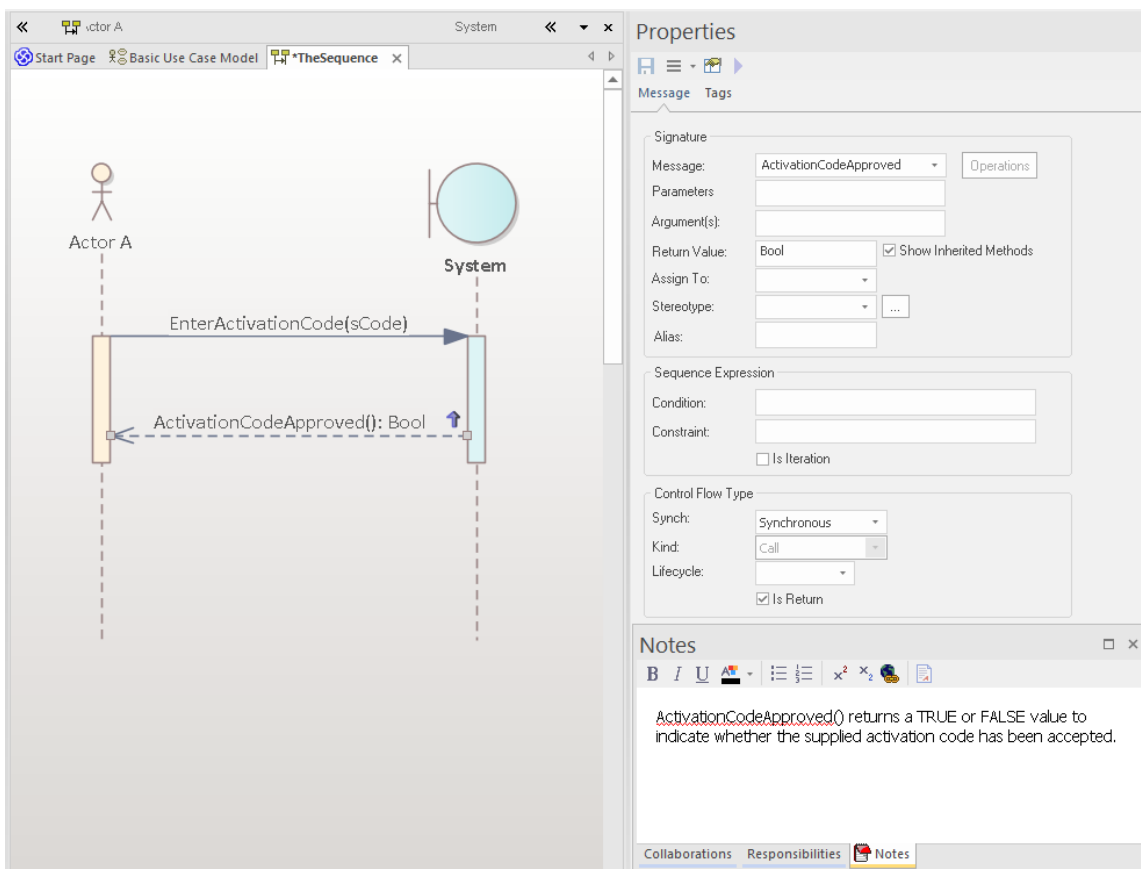 ctor A System
Start Page Basic Use Case Model *TheSequence
Actor A
System
EnterActivationCode(sCode)
ActivationCodeApproved(): Bool
Properties
Message Tags
Signature
Message: ActivationCodeApproved Operations
Parameters
Argument(s):
Return Value: Bool Show Inherited Methods
Assign To:
Stereotype: ...
Alias:
Sequence Expression
Condition:
Constraint:
Is Iteration
Control Flow Type
Synch: Synchronous
Kind: Call
Lifecycle:
Is Return
Notes
B I U A x² x₂
ActivationCodeApproved() returns a TRUE or FALSE value to
indicate whether the supplied activation code has been accepted.
Collaborations Responsibilities Notes